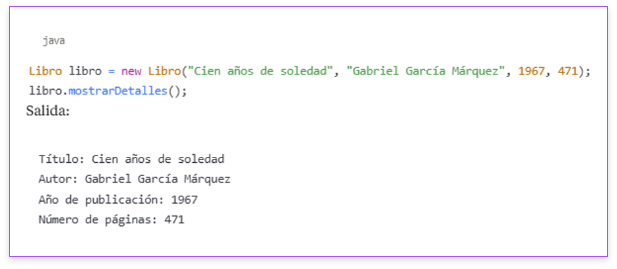 java
Libro libro = new Libro("Cien años de soledad", "Gabriel García Márquez", 1967, 471);
libro.mostrarDetalles();
Salida:
Título: Cien años de soledad
Autor: Gabriel García Márquez
Año de publicación: 1967
Número de páginas: 471